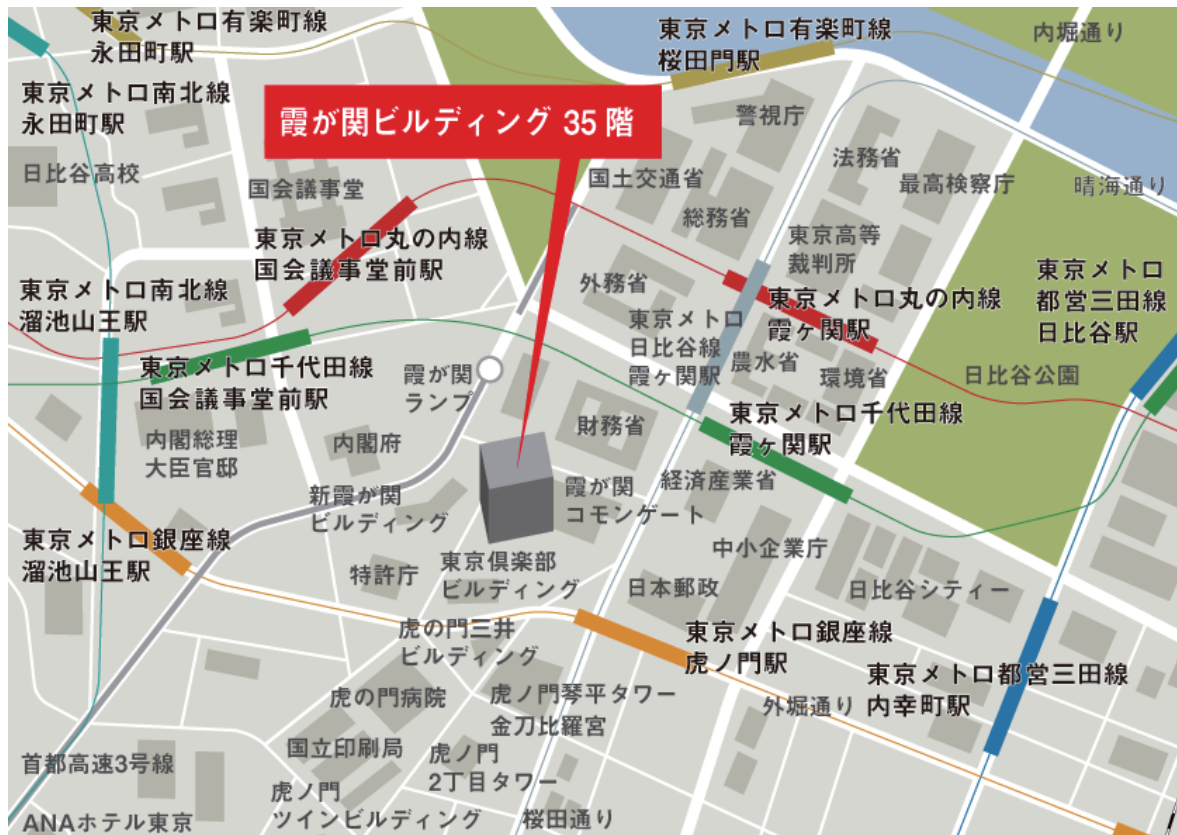 東京メトロ有楽町線
永田町駅
東京メトロ有楽町線
桜田門駅
内堀通り
東京メトロ南北線
永田町駅
霞が関ビルディング 35 階
警視庁
日比谷高校
国会議事堂
国土交通省
法務省
最高検察庁
晴海通り
総務省
東京メトロ丸の内線
国会議事堂前駅
東京高等
裁判所
外務省
東京メトロ
都営三田線
日比谷駅
東京メトロ南北線
溜池山王駅
東京メトロ丸の内線
霞ヶ関駅
東京メトロ
日比谷線
霞ヶ関駅
農水省
環境省
日比谷公園
東京メトロ千代田線
国会議事堂前駅
霞が関
ランプ
東京メトロ千代田線
霞ヶ関駅
内閣総理
大臣官邸
内閣府
財務省
新霞が関
ビルディング
霞が関
コモンゲート
経済産業省
東京メトロ銀座線
溜池山王駅
特許庁
東京倶楽部
ビルディング
中小企業庁
日本郵政
日比谷シティー
虎の門三井
ビルディング
東京メトロ銀座線
虎ノ門駅
東京メトロ都営三田線
内幸町駅
虎の門病院
虎ノ門琴平タワー
外堀通り
金刀比羅宮
国立印刷局
虎ノ門
2丁目タワー
首都高速3号線
虎ノ門
ツインビルディング
桜田通り
ANAホテル東京